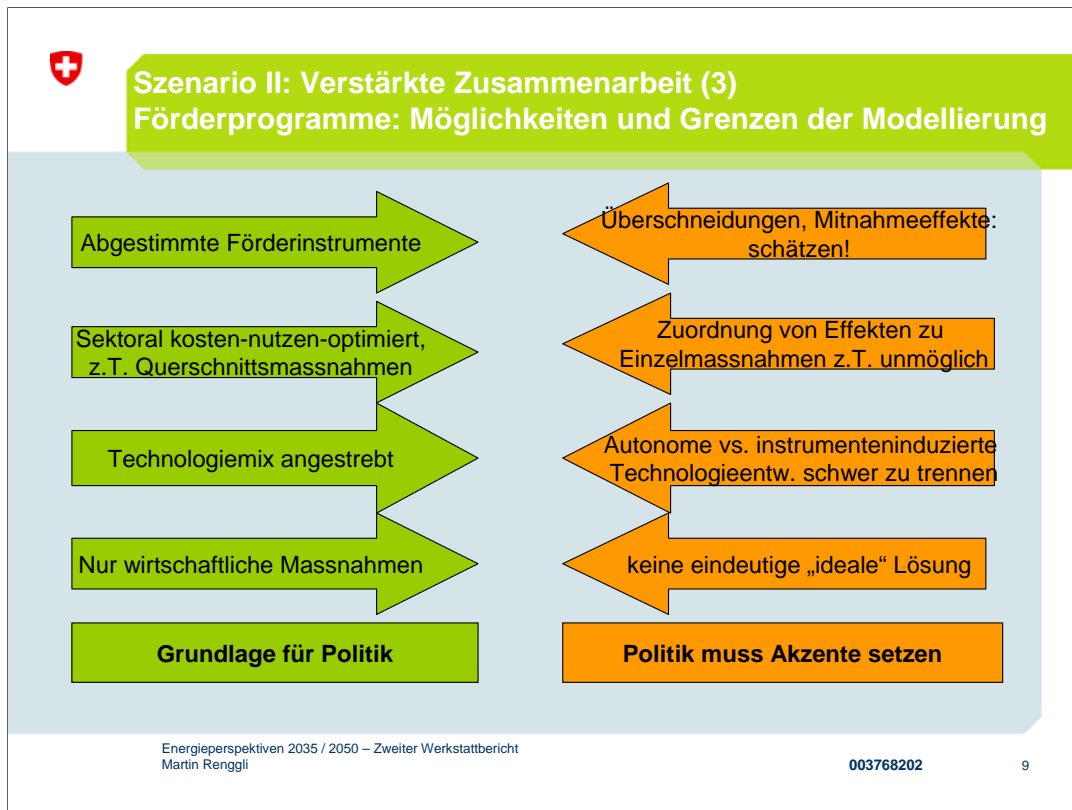 Szenario II: Verstärkte Zusammenarbeit (3)
Förderprogramme: Möglichkeiten und Grenzen der Modellierung
Abgestimmte Förderinstrumente
Überschneidungen, Mitnahmeeffekte:
schätzen!
Sektoral kosten-nutzen-optimiert,
z.T. Querschnittsmassnahmen
Zuordnung von Effekten zu
Einzelmassnahmen z.T. unmöglich
Technologiemix angestrebt
Autonome vs. instrumenteninduzierte
Technologieentw. schwer zu trennen
Nur wirtschaftliche Massnahmen
keine eindeutige „ideale“ Lösung
Grundlage für Politik
Politik muss Akzente setzen
Energieperspektiven 2035 / 2050 – Zweiter Werkstattbericht
Martin Renggli
003768202
9